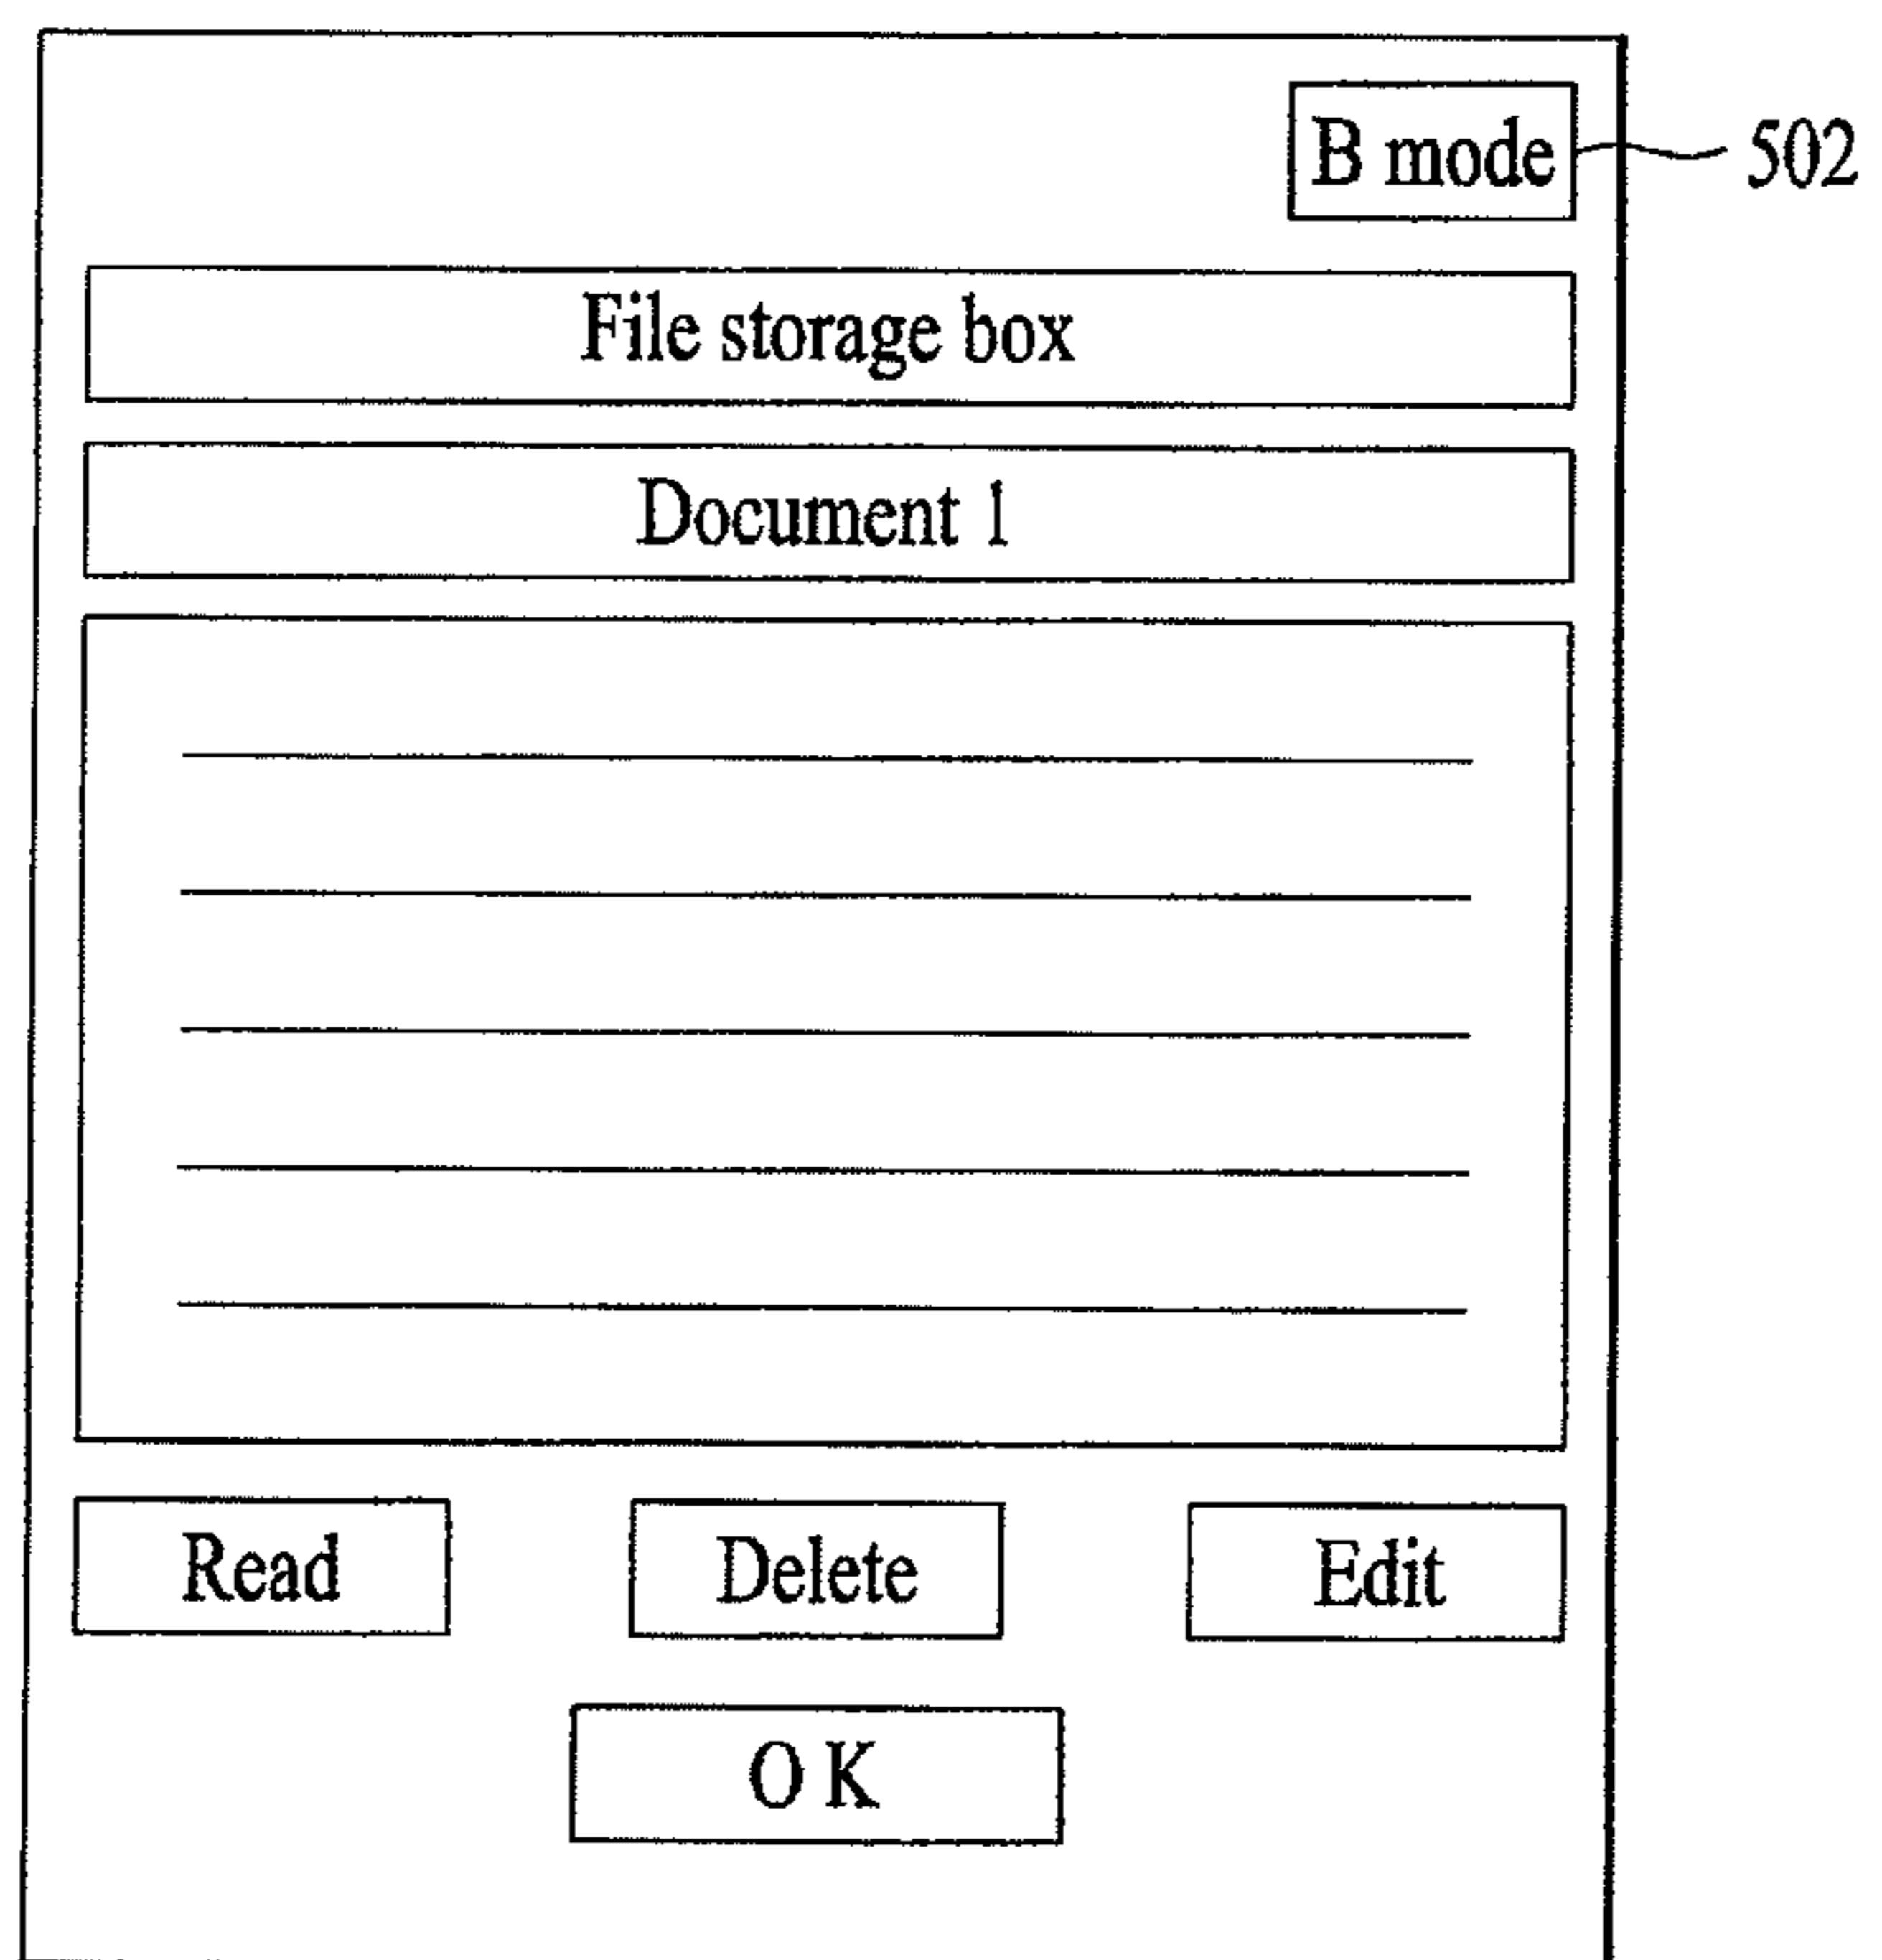 B mode 502
File storage box
Document 1
Read Delete Edit
O K